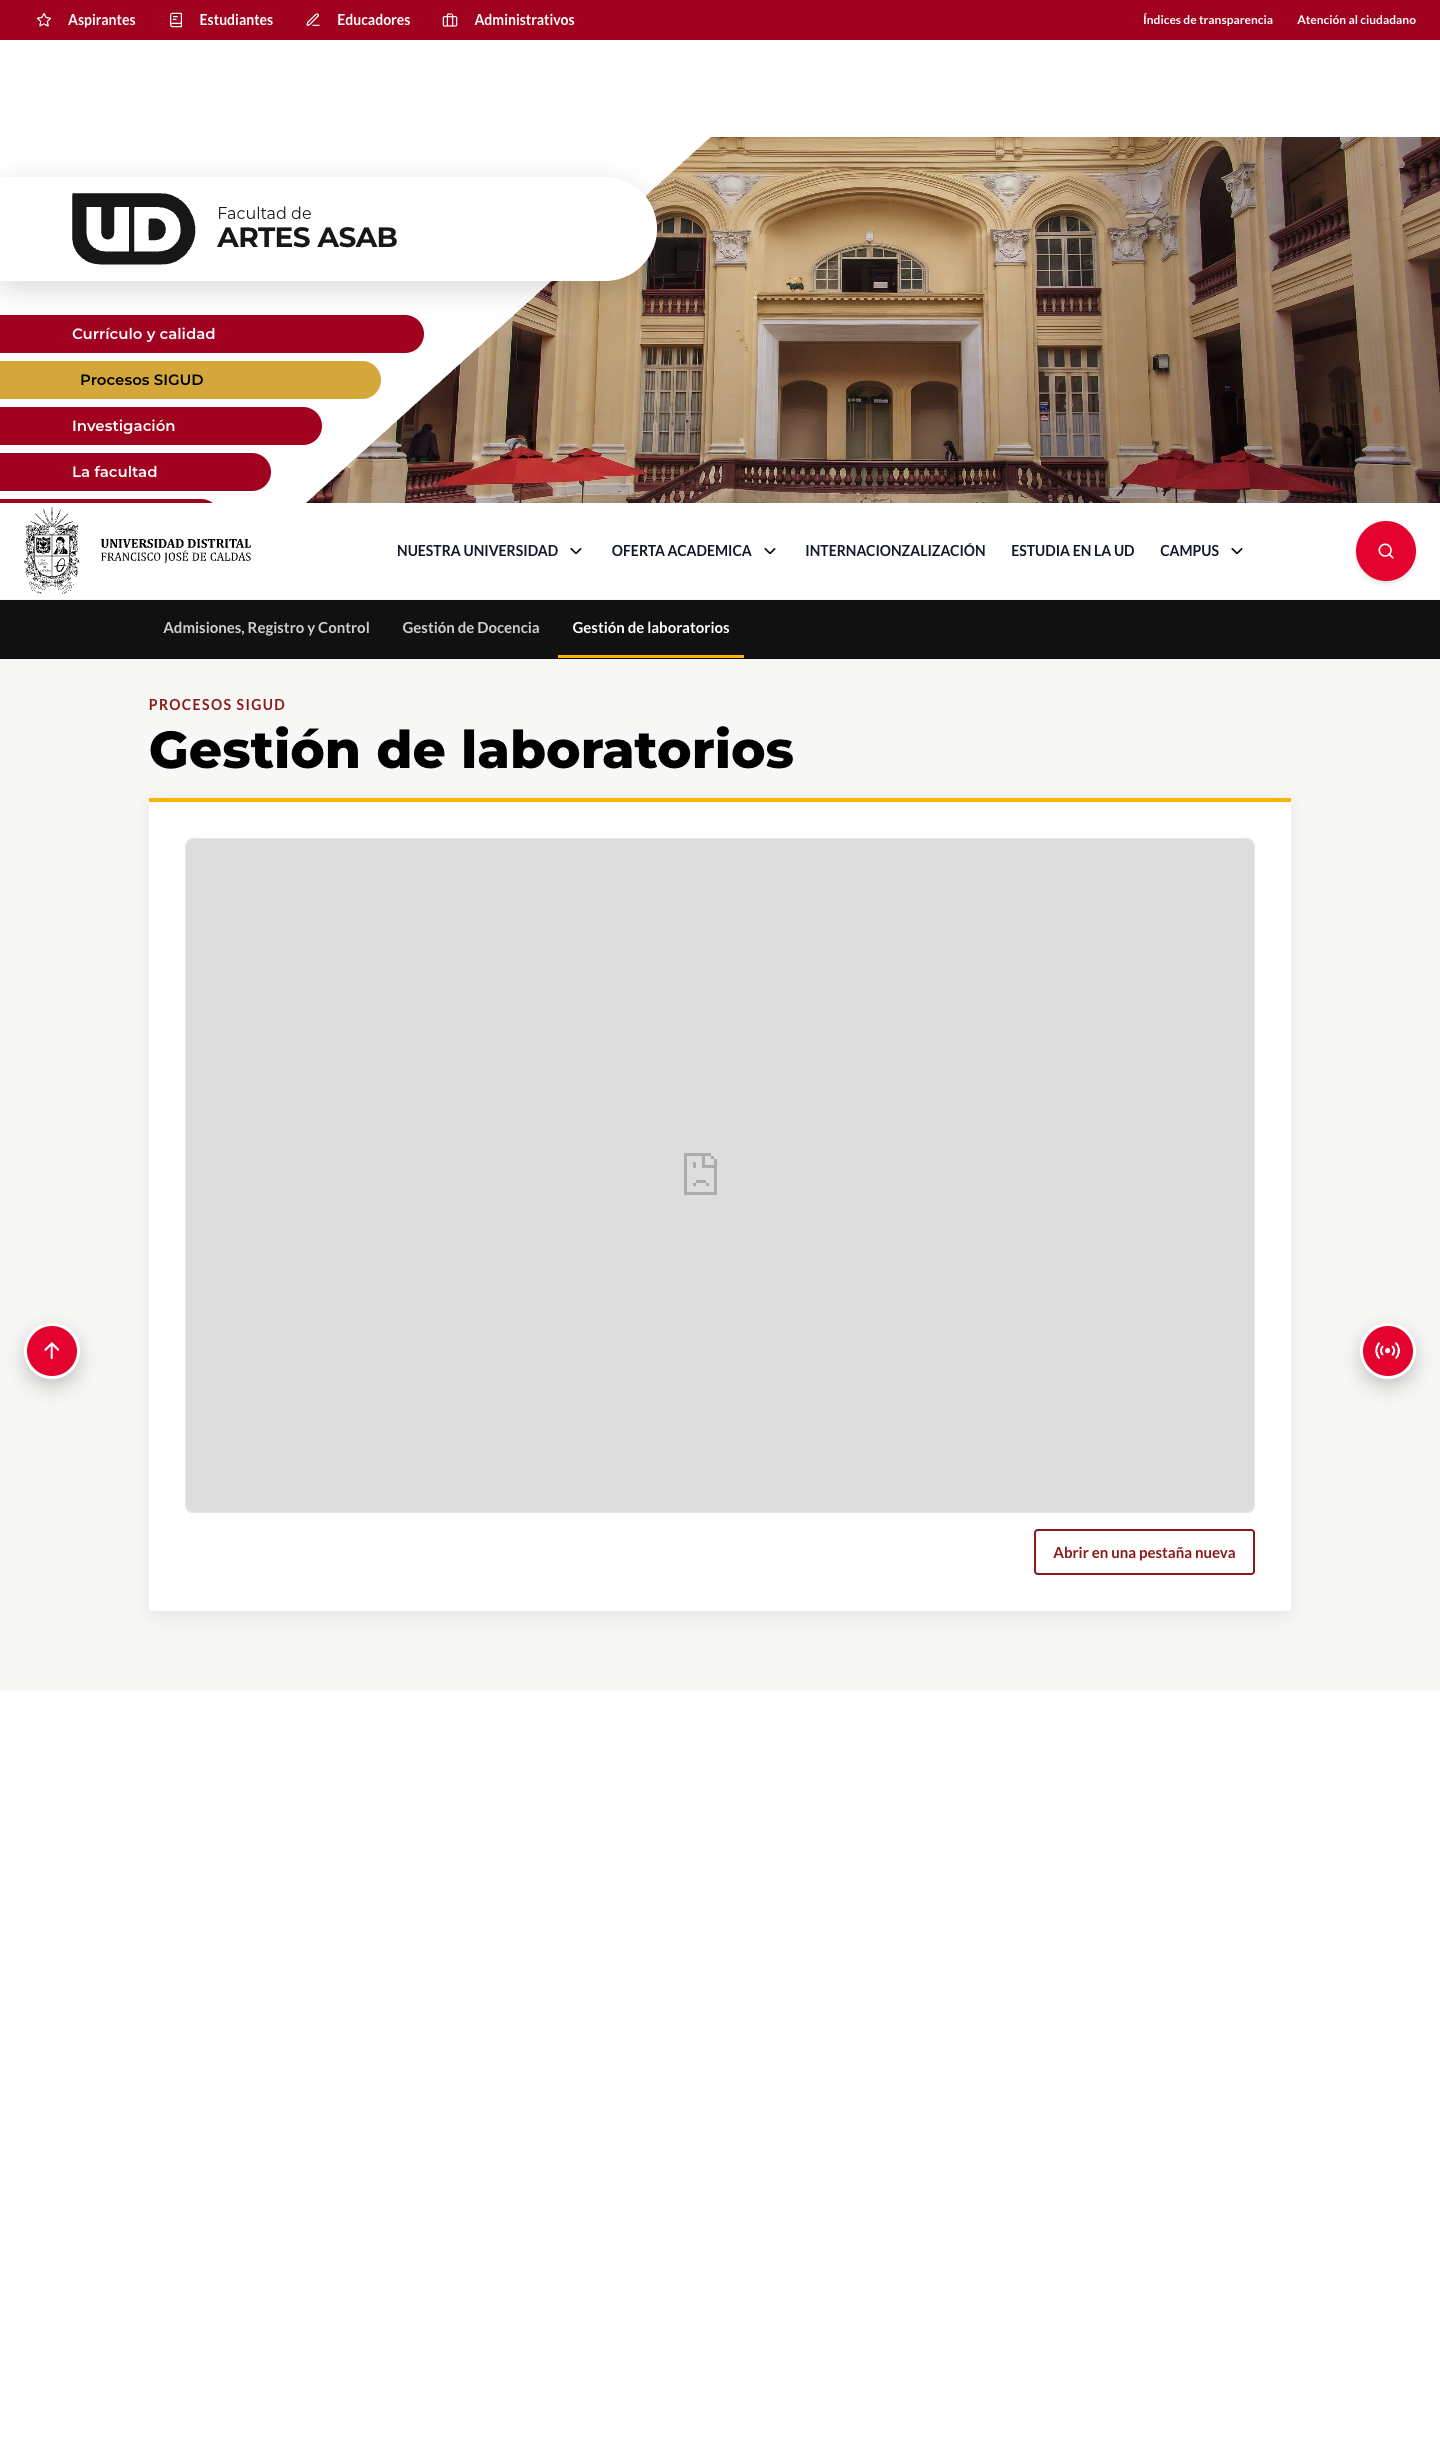 Aspirantes
Estudiantes
Educadores
Administrativos
Índices de transparencia
Atención al ciudadano
UD
Facultad de
ARTES ASAB
Currículo y calidad
Procesos SIGUD
Investigación
La facultad
UNIVERSIDAD DISTRITAL
FRANCISCO JOSÉ DE CALDAS
NUESTRA UNIVERSIDAD
OFERTA ACADEMICA
INTERNACIONZALIZACIÓN
ESTUDIA EN LA UD
CAMPUS
Admisiones, Registro y Control
Gestión de Docencia
Gestión de laboratorios
PROCESOS SIGUD
Gestión de laboratorios
Abrir en una pestaña nueva